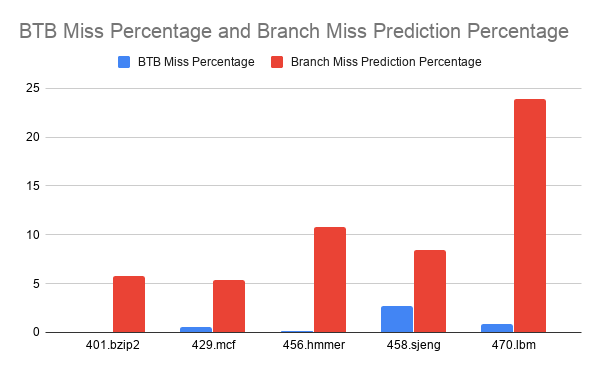 BTB Miss Percentage and Branch Miss Prediction Percentage
BTB Miss Percentage Branch Miss Prediction Percentage
25
20
15
10
5
0
401.bzip2 429.mcf 456.hmmer 458.sjeng 470.lbm